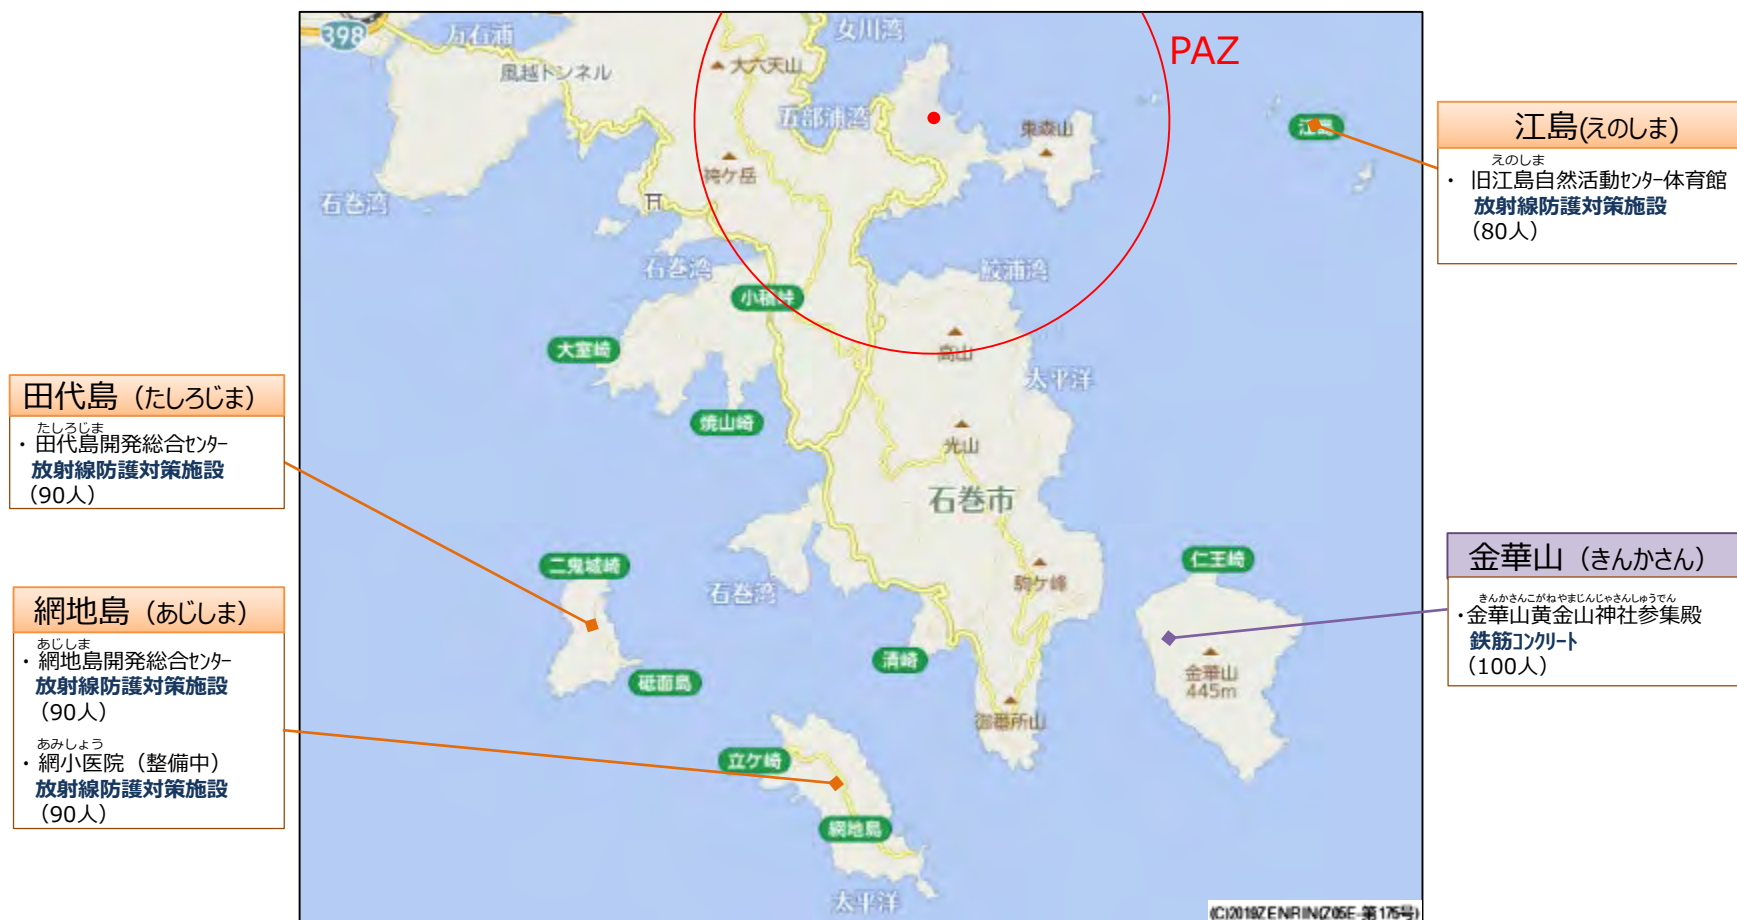 398
万石浦
風越トンネル
大六天山
女川湾
PAZ
五部浦湾
東森山
江島
袴ケ岳
石巻湾
石巻湾
小積峠
鮫浦湾
大室崎
高山
太平洋
焼山崎
光山
石巻市
二鬼城崎
石巻湾
駒ケ峰
仁王崎
清崎
砥面島
金華山
445m
御番所山
立ケ崎
網地島
太平洋
(C)2019ZENRIN(Z05E-第175号)
江島(えのしま)
えのしま
・ 旧江島自然活動ｾﾝﾀｰ体育館
放射線防護対策施設
（80人）
田代島（たしろじま）
たしろじま
・田代島開発総合ｾﾝﾀｰ
放射線防護対策施設
（90人）
網地島（あじしま）
あじしま
・網地島開発総合ｾﾝﾀｰ
放射線防護対策施設
（90人）
あみしょう
・網小医院（整備中）
放射線防護対策施設
（90人）
金華山（きんかさん）
きんかさんこがねやまじんじゃさんしゅうでん
・金華山黄金山神社参集殿
鉄筋ｺﾝｸﾘｰﾄ
（100人）